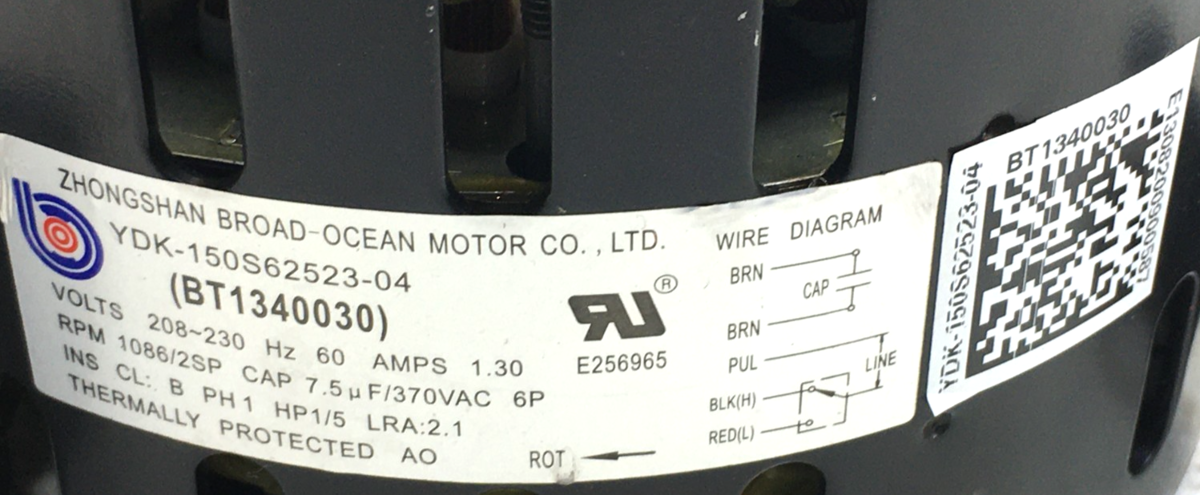 ZHONGSHAN BROAD-OCEAN MOTOR CO., LTD.
YDK-150S62523-04
(BT1340030)
VOLTS 208~230 Hz 60 AMPS 1.30
RPM 1086/2SP CAP 7.5μF/370VAC 6P
INS CL: B PH1 HP1/5 LRA:2.1
THERMALLY PROTECTED AO
ROT
®
E256965
WIRE DIAGRAM
BRN
CAP
BRN
PUL
LINE
BLK(H)
RED(L)
YDK-150S62523-04
BT1340030